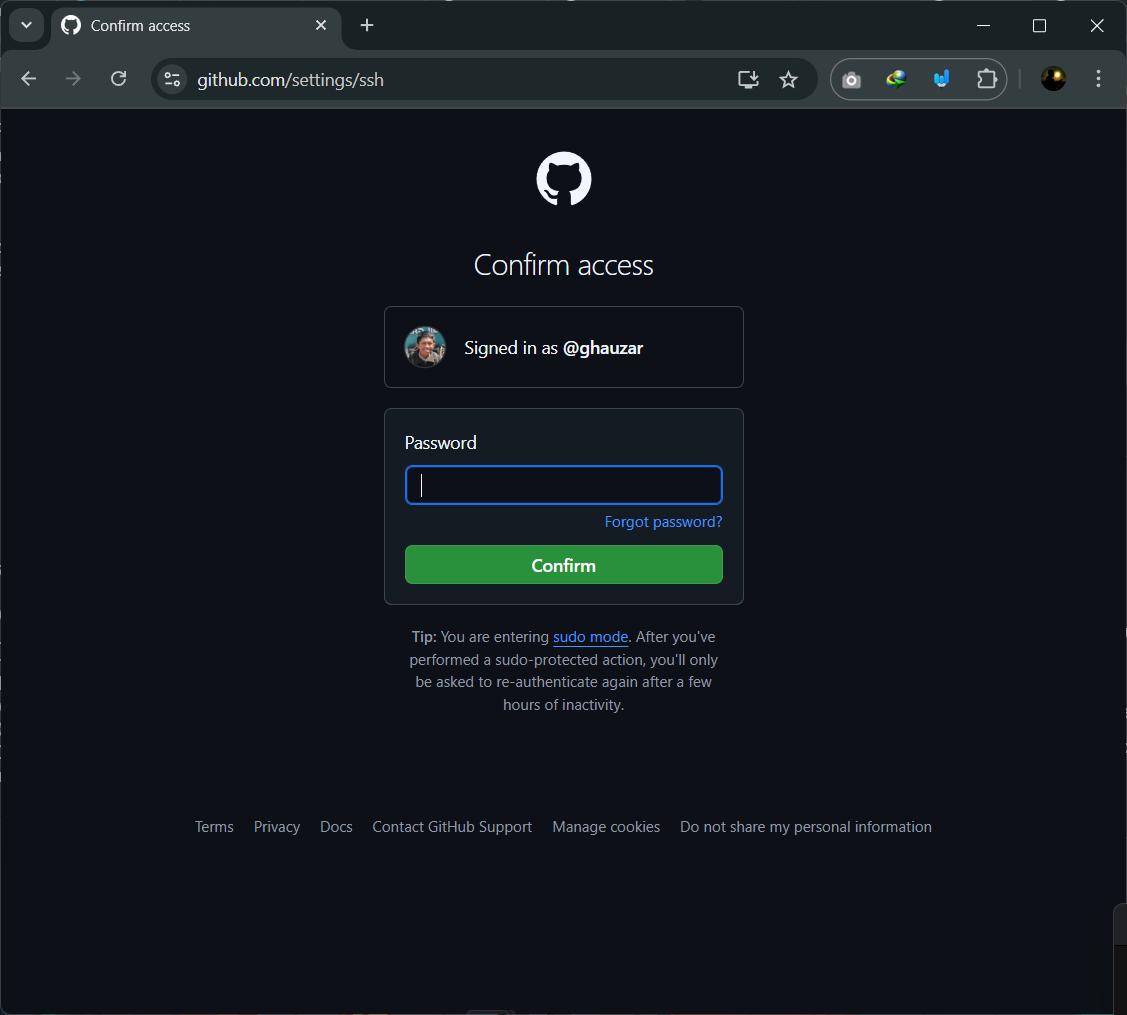 Confirm access
github.com/settings/ssh
Confirm access
Signed in as @ghauzar
Password
Forgot password?
Confirm
Tip: You are entering sudo mode. After you've
performed a sudo-protected action, you'll only
be asked to re-authenticate again after a few
hours of inactivity.
Terms Privacy Docs Contact GitHub Support Manage cookies Do not share my personal information